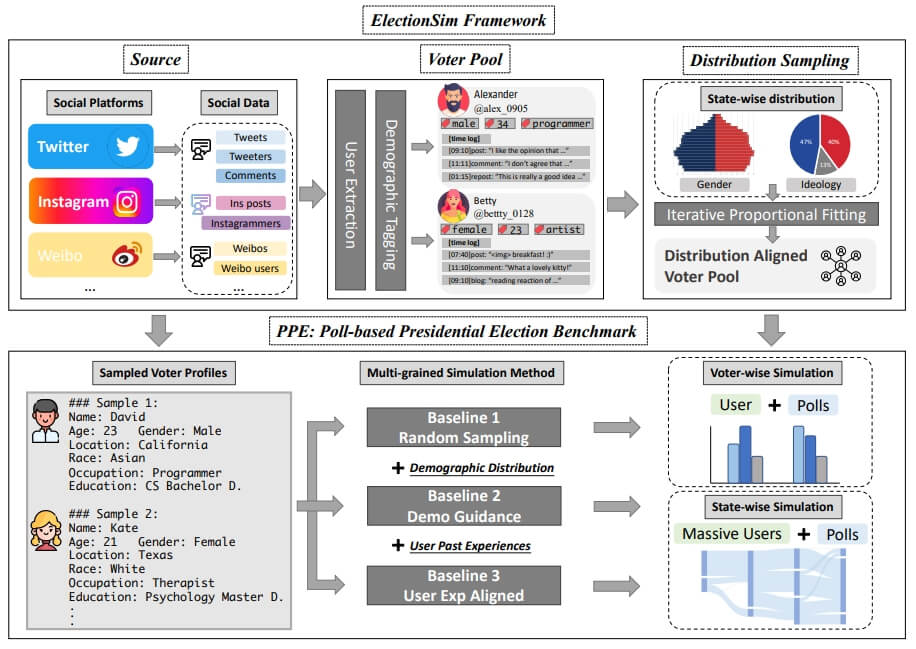 ElectionSim Framework
Source
Social Platforms
Social Data
Twitter
Tweets
Tweeters
Comments
Instagram
Ins posts
Instagrammers
Weibo
Weibos
Weibo users
...
...
Voter Pool
User Extraction
Demographic Tagging
Alexander
@alex_0905
male
34
programmer
[time log]
[09:10]post: "I like the opinion that ..."
[11:11]comment: "I don't agree that ..."
[01:15]repost: "This is really a good idea ...
Betty
@bettty_0128
female
23
artist
[time log]
[07:40]post: "<img> breakfast! :)"
[11:10]comment: "What a lovely kitty!"
[09:10]blog: "reading reaction of ..."
Distribution Sampling
State-wise distribution
47%
40%
13%
Gender
Ideology
Iterative Proportional Fitting
Distribution Aligned
Voter Pool
PPE: Poll-based Presidential Election Benchmark
Sampled Voter Profiles
### Sample 1:
Name: David
Age: 23 Gender: Male
Location: California
Race: Asian
Occupation: Programmer
Education: CS Bachelor D.
### Sample 2:
Name: Kate
Age: 21 Gender: Female
Location: Texas
Race: White
Occupation: Therapist
Education: Psychology Master D.
:
Multi-grained Simulation Method
Baseline 1
Random Sampling
+ Demographic Distribution
Baseline 2
Demo Guidance
+ User Past Experiences
Baseline 3
User Exp Aligned
Voter-wise Simulation
User + Polls
State-wise Simulation
Massive Users + Polls